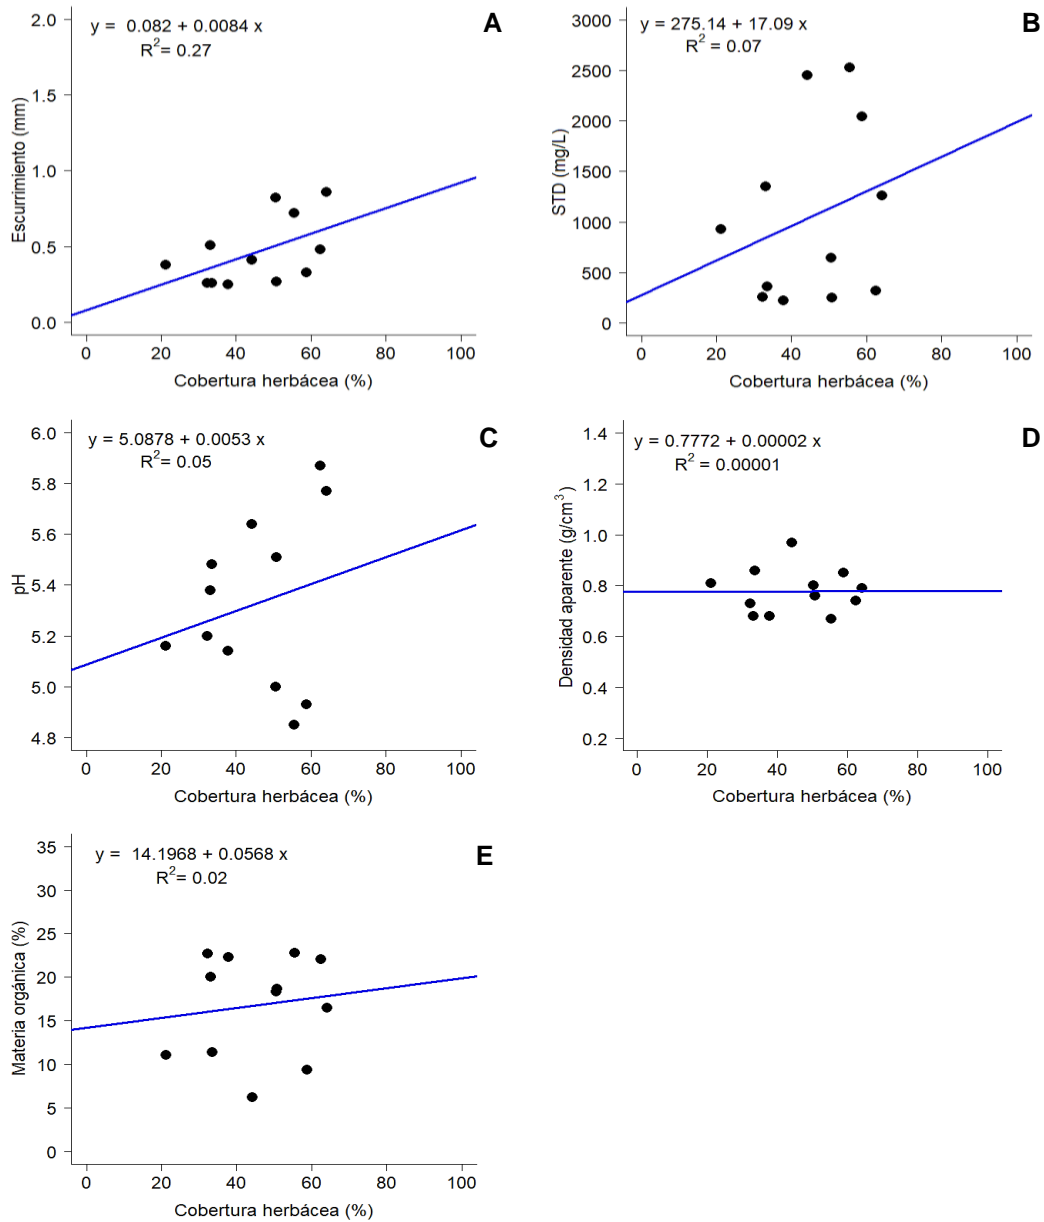 A
y = 0.082 + 0.0084 x
R²= 0.27
Escurrimiento (mm)
2.0
1.5
1.0
0.5
0.0
0 20 40 60 80 100
Cobertura herbácea (%)
B
y = 275.14 + 17.09 x
R² = 0.07
STD (mg/L)
3000
2500
2000
1500
1000
500
0
0 20 40 60 80 100
Cobertura herbácea (%)
C
y = 5.0878 + 0.0053 x
R²= 0.05
pH
6.0
5.8
5.6
5.4
5.2
5.0
4.8
0 20 40 60 80 100
Cobertura herbácea (%)
D
y = 0.7772 + 0.00002 x
R² = 0.00001
Densidad aparente (g/cm³)
1.4
1.2
1.0
0.8
0.6
0.4
0.2
0 20 40 60 80 100
Cobertura herbácea (%)
E
y = 14.1968 + 0.0568 x
R²= 0.02
Materia orgánica (%)
35
30
25
20
15
10
5
0
0 20 40 60 80 100
Cobertura herbácea (%)